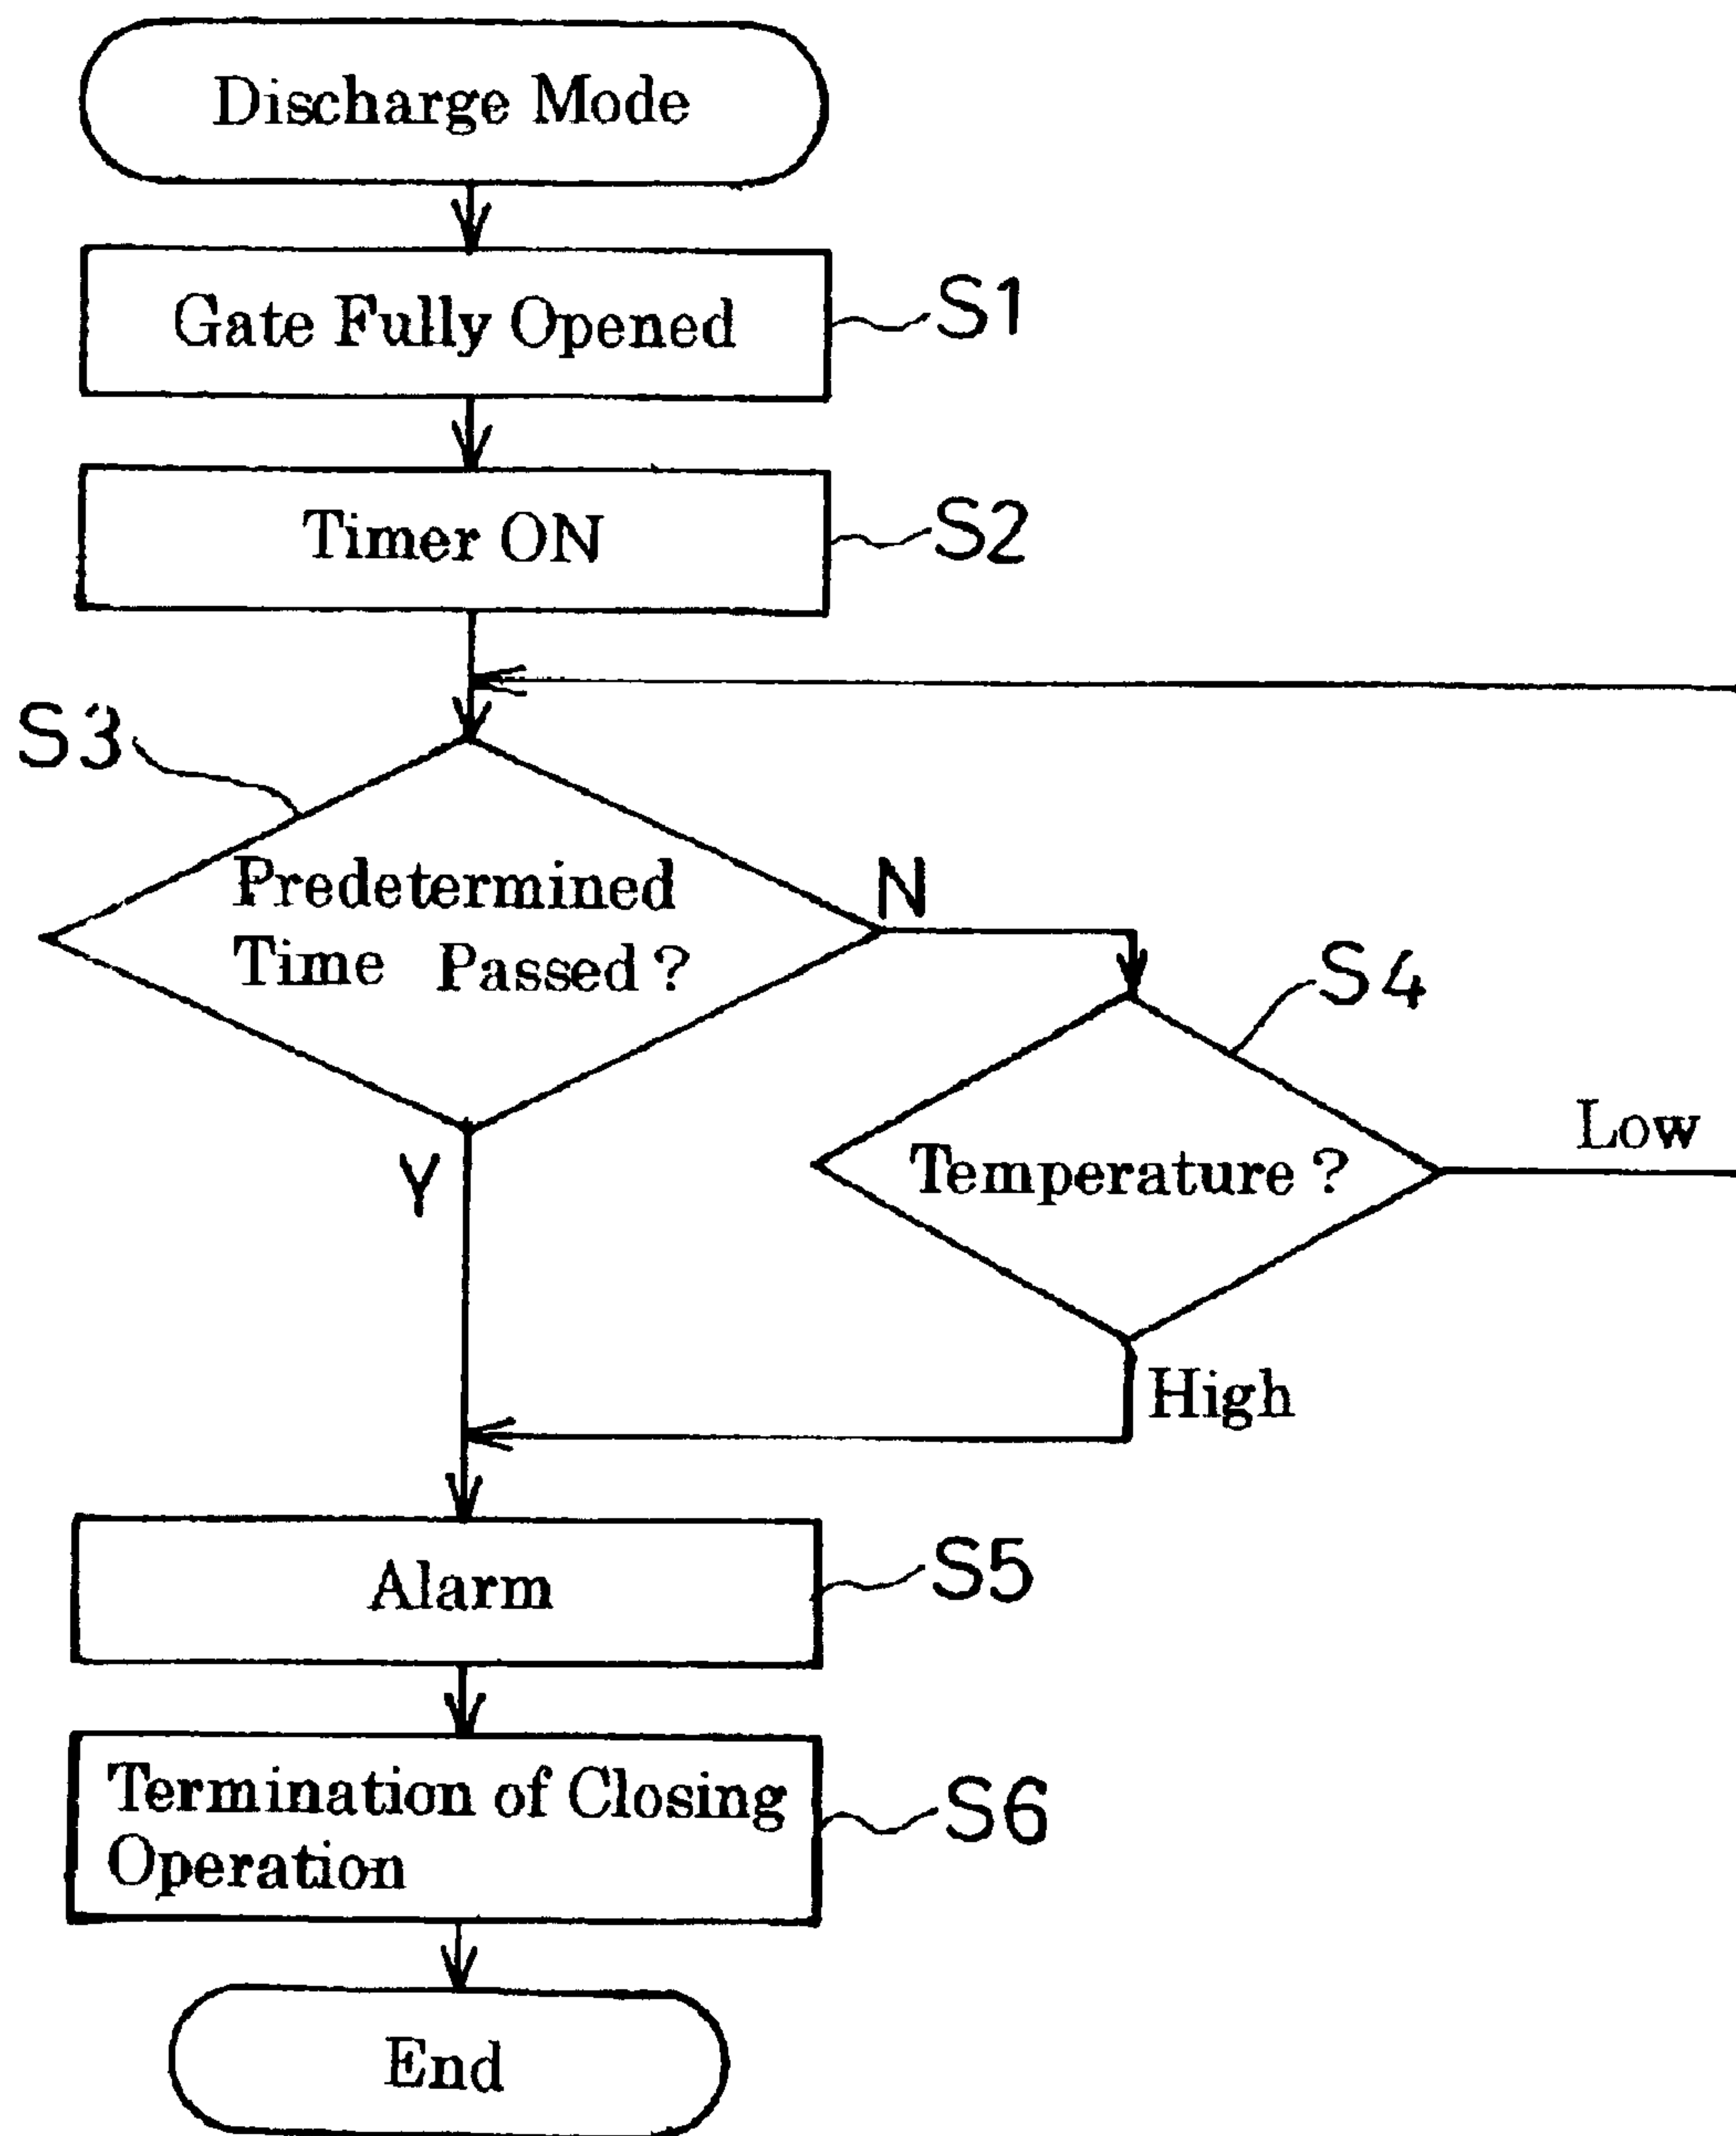 Discharge Mode
Gate Fully Opened
S1
Timer ON
S2
S3
Predetermined
Time Passed ?
N
S4
Y
Temperature ?
Low
High
Alarm
S5
Termination of Closing
Operation
S6
End